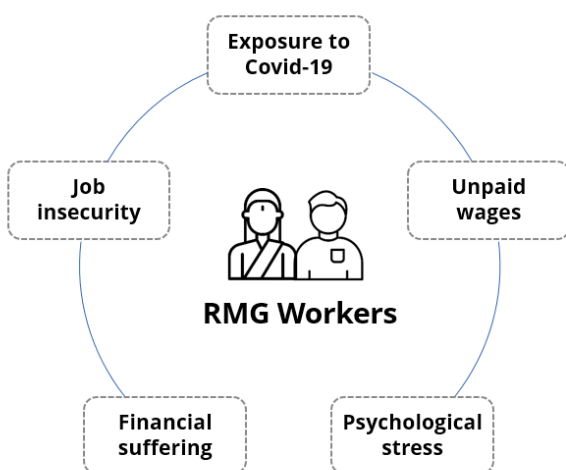 Exposure to
Covid-19
Job
insecurity
Unpaid
wages
RMG Workers
Financial
suffering
Psychological
stress